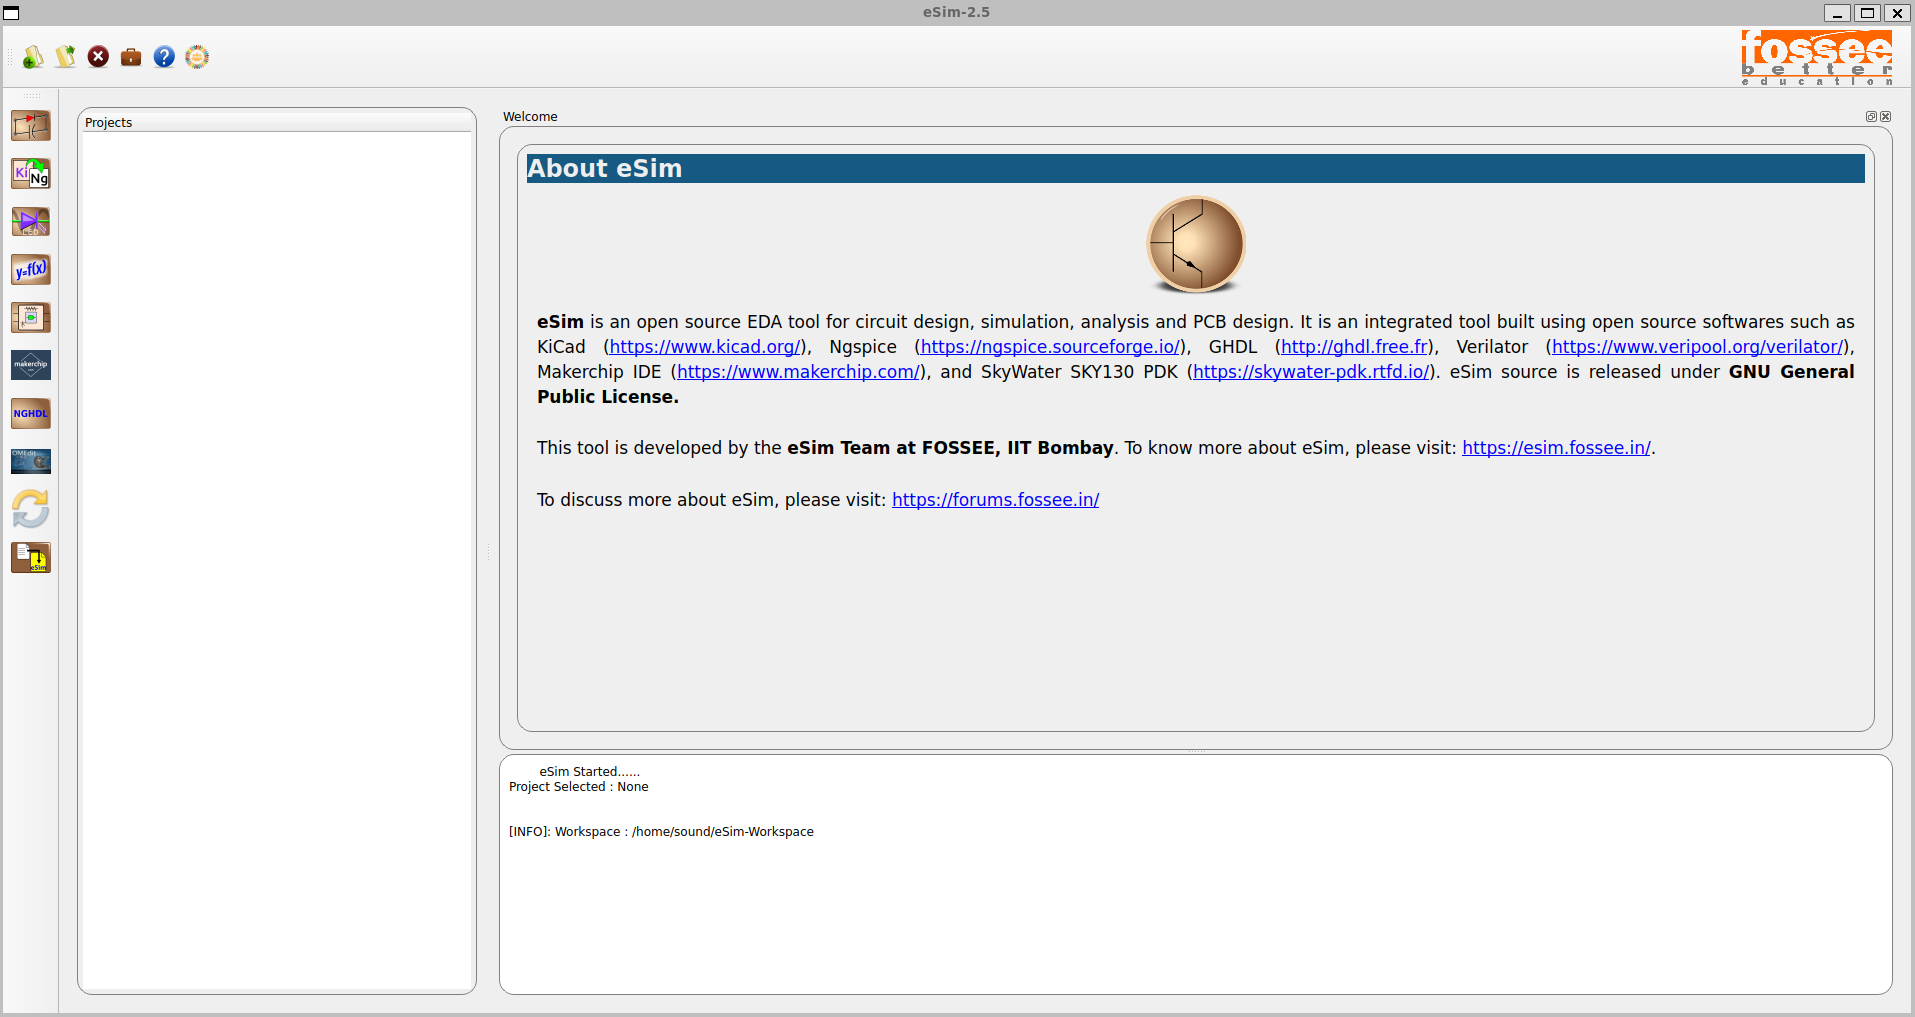 eSim-2.5
fossee
better
education
Projects
Welcome
About eSim
eSim is an open source EDA tool for circuit design, simulation, analysis and PCB design. It is an integrated tool built using open source softwares such as
KiCad (https://www.kicad.org/), Ngspice (https://ngspice.sourceforge.io/), GHDL (http://ghdl.free.fr), Verilator (https://www.veripool.org/verilator/),
Makerchip IDE (https://www.makerchip.com/), and SkyWater SKY130 PDK (https://skywater-pdk.rtfd.io/). eSim source is released under GNU General
Public License.
This tool is developed by the eSim Team at FOSSEE, IIT Bombay. To know more about eSim, please visit: https://esim.fossee.in/.
To discuss more about eSim, please visit: https://forums.fossee.in/
eSim Started......
Project Selected : None
[INFO]: Workspace : /home/sound/eSim-Workspace
Ki
Ng
y=f(x)
makerchip
NGHDL
OMEdit
eSim